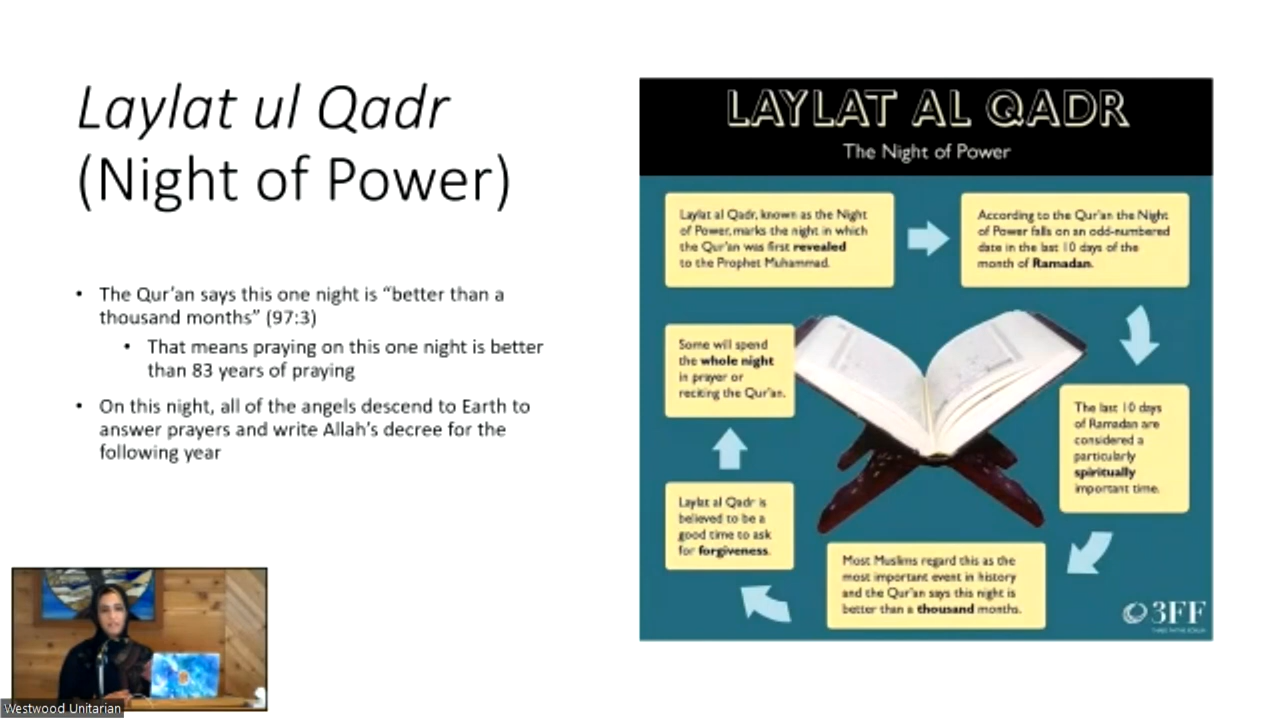 Laylat ul Qadr
(Night of Power)
• The Qur’an says this one night is “better than a
thousand months” (97:3)
• That means praying on this one night is better
than 83 years of praying
• On this night, all of the angels descend to Earth to
answer prayers and write Allah’s decree for the
following year
LAYLAT AL QADR
The Night of Power
Laylat al Qadr, known as the Night
of Power, marks the night in which
the Qur’an was first revealed
to the Prophet Muhammad.
According to the Qur’an the Night
of Power falls on an odd-numbered
date in the last 10 days of the
month of Ramadan.
The last 10 days
of Ramadan are
considered a
particularly
spiritually
important time.
Most Muslims regard this as the
most important event in history
and the Qur’an says this night is
better than a thousand months.
Laylat al Qadr is
believed to be a
good time to ask
for forgiveness.
Some will spend
the whole night
in prayer or
reciting the Qur’an.
3FF
Westwood Unitarian